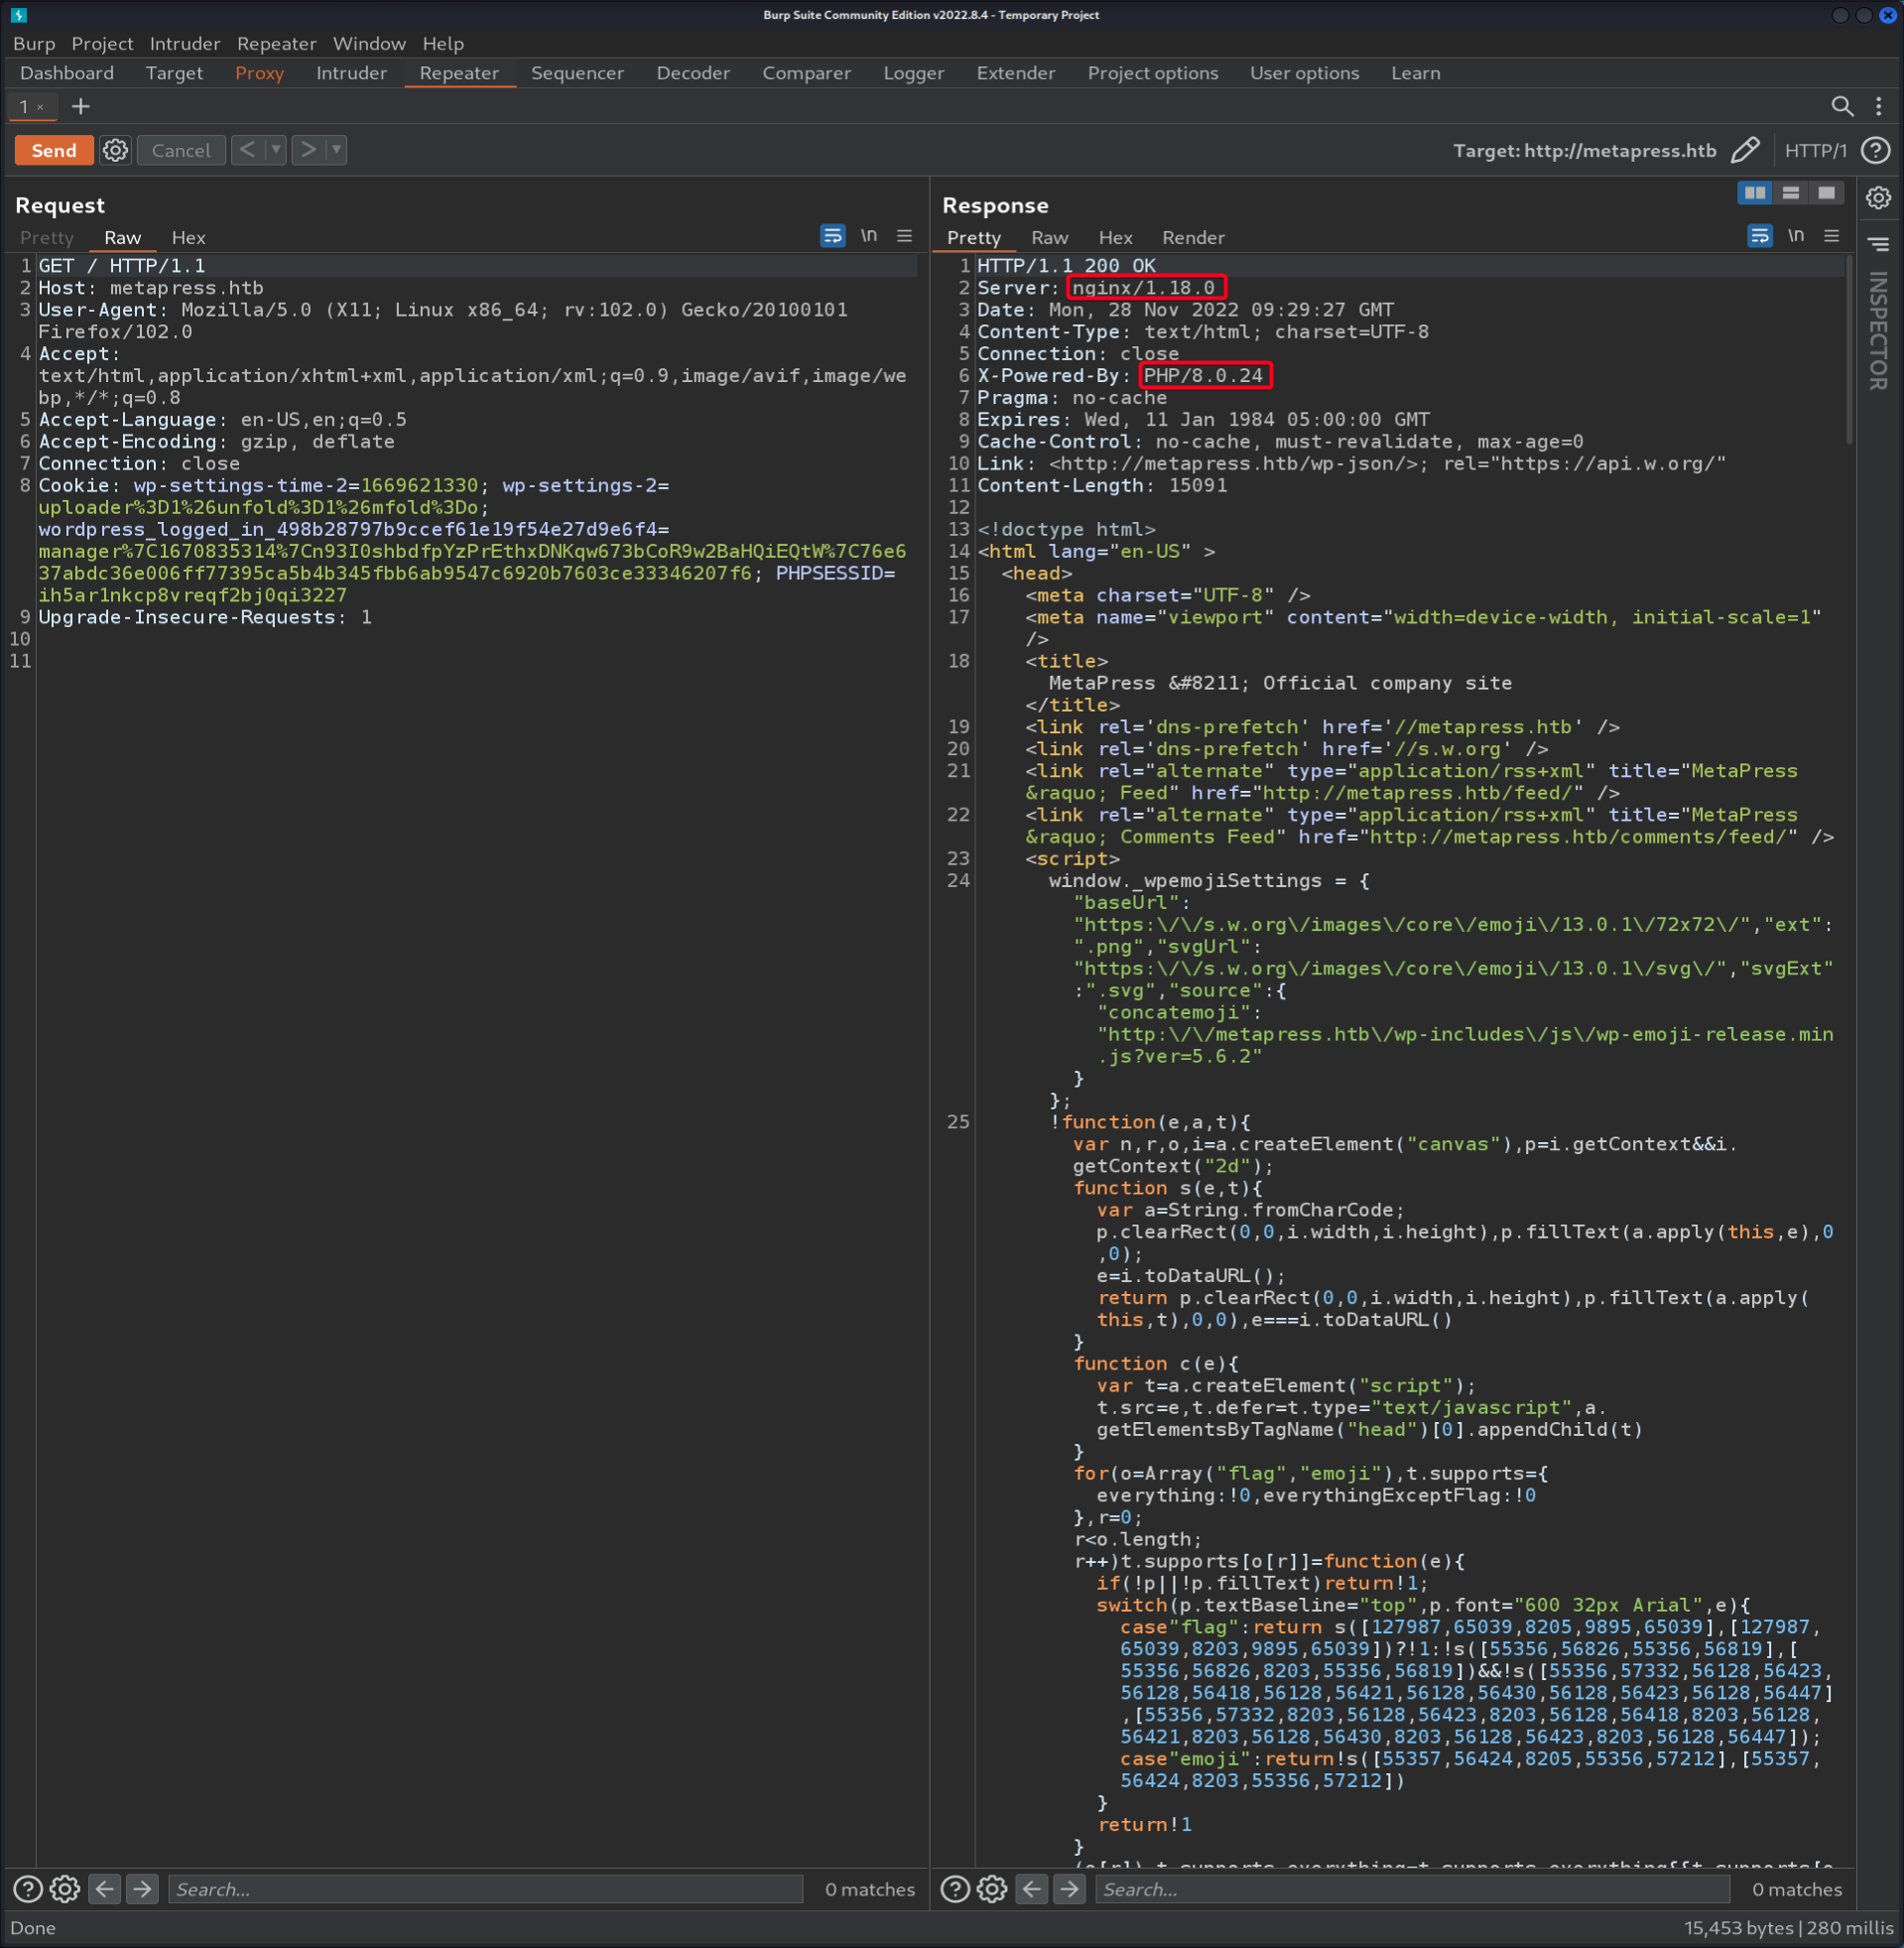 Burp Suite Community Edition v2022.8.4 - Temporary Project
Burp Project Intruder Repeater Window Help
Dashboard Target Proxy Intruder Repeater Sequencer Decoder Comparer Logger Extender Project options User options Learn
1 × +
Send Cancel < > Target: http://metapress.htb HTTP/1 ?
Request
Pretty Raw Hex \n
1 GET / HTTP/1.1
2 Host: metapress.htb
3 User-Agent: Mozilla/5.0 (X11; Linux x86_64; rv:102.0) Gecko/20100101
Firefox/102.0
4 Accept:
text/html,application/xhtml+xml,application/xml;q=0.9,image/avif,image/we
bp,*/*;q=0.8
5 Accept-Language: en-US,en;q=0.5
6 Accept-Encoding: gzip, deflate
7 Connection: close
8 Cookie: wp-settings-time-2=1669621330; wp-settings-2=
uploader%3D1%26unfold%3D1%26mfold%3Do;
wordpress_logged_in_498b28797b9ccef61e19f54e27d9e6f4=
manager%7C1670835314%7Cn93I0shbdfpYzPrEthxDNKqw673bCoR9w2BaHQiEQtW%7C76e6
37abdc36e006ff77395ca5b4b345fbb6ab9547c6920b7603ce33346207f6; PHPSESSID=
ih5ar1nkcp8vreqf2bj0qi3227
9 Upgrade-Insecure-Requests: 1
10
11
Response
Pretty Raw Hex Render \n
1 HTTP/1.1 200 OK
2 Server: nginx/1.18.0
3 Date: Mon, 28 Nov 2022 09:29:27 GMT
4 Content-Type: text/html; charset=UTF-8
5 Connection: close
6 X-Powered-By: PHP/8.0.24
7 Pragma: no-cache
8 Expires: Wed, 11 Jan 1984 05:00:00 GMT
9 Cache-Control: no-cache, must-revalidate, max-age=0
10 Link: <http://metapress.htb/wp-json/>; rel="https://api.w.org/"
11 Content-Length: 15091
12
13 <!doctype html>
14 <html lang="en-US" >
15 <head>
16 <meta charset="UTF-8" />
17 <meta name="viewport" content="width=device-width, initial-scale=1"
/>
18 <title>
MetaPress &#8211; Official company site
</title>
19 <link rel='dns-prefetch' href='//metapress.htb' />
20 <link rel='dns-prefetch' href='//s.w.org' />
21 <link rel="alternate" type="application/rss+xml" title="MetaPress
&raquo; Feed" href="http://metapress.htb/feed/" />
22 <link rel="alternate" type="application/rss+xml" title="MetaPress
&raquo; Comments Feed" href="http://metapress.htb/comments/feed/" />
23 <script>
24 window._wpemojiSettings = {
"baseUrl":
"https:\/\/s.w.org\/images\/core\/emoji\/13.0.1\/72x72\/","ext":
".png","svgUrl":
"https:\/\/s.w.org\/images\/core\/emoji\/13.0.1\/svg\/","svgExt"
:".svg","source":{
"concatemoji":
"http:\/\/metapress.htb\/wp-includes\/js\/wp-emoji-release.min
.js?ver=5.6.2"
}
};
25 !function(e,a,t){
var n,r,o,i=a.createElement("canvas"),p=i.getContext&&i.
getContext("2d");
function s(e,t){
var a=String.fromCharCode;
p.clearRect(0,0,i.width,i.height),p.fillText(a.apply(this,e),0
,0);
e=i.toDataURL();
return p.clearRect(0,0,i.width,i.height),p.fillText(a.apply(
this,t),0,0),e===i.toDataURL()
}
function c(e){
var t=a.createElement("script");
t.src=e,t.defer=t.type="text/javascript",a.
getElementsByTagName("head")[0].appendChild(t)
}
for(o=Array("flag","emoji"),t.supports={
everything:!0,everythingExceptFlag:!0
},r=0;
r<o.length;
r++)t.supports[o[r]]=function(e){
if(!p||!p.fillText)return!1;
switch(p.textBaseline="top",p.font="600 32px Arial",e){
case"flag":return s([127987,65039,8205,9895,65039],[127987,
65039,8203,9895,65039])?!1:!s([55356,56826,55356,56819],[
55356,56826,8203,55356,56819])&&!s([55356,57332,56128,56423,
56128,56418,56128,56421,56128,56430,56128,56423,56128,56447]
,[55356,57332,8203,56128,56423,8203,56128,56418,8203,56128,
56421,8203,56128,56430,8203,56128,56423,8203,56128,56447]);
case"emoji":return!s([55357,56424,8205,55356,57212],[55357,
56424,8203,55356,57212])
}
return!1
}
(o[r]),t.supports.everything=t.supports.everything&&t.supports[o
INSPECTOR
? Search... 0 matches
? Search... 0 matches
Done 15,453 bytes | 280 millis